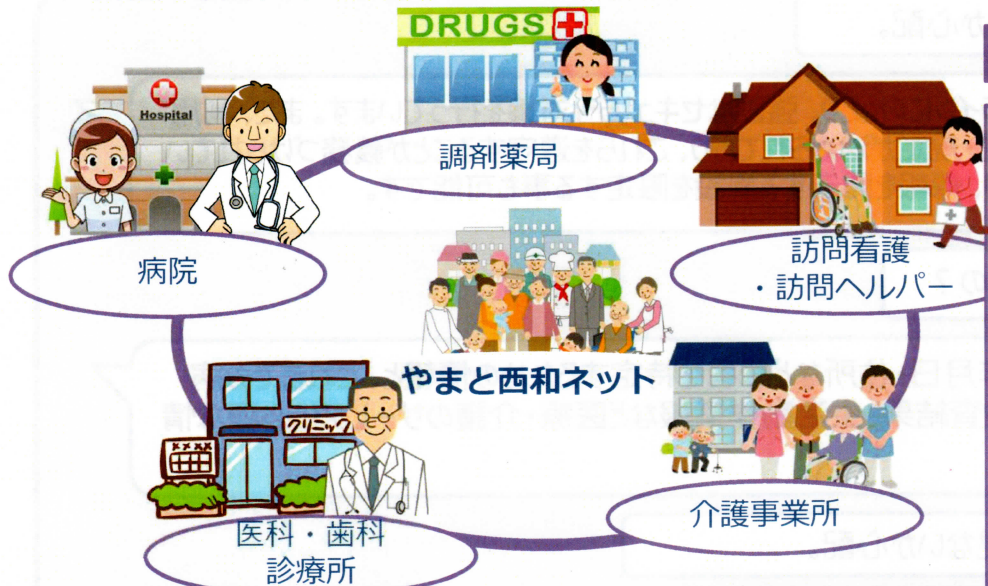 DRUGS
Hospital
調剤薬局
病院
訪問看護
・訪問ヘルパー
やまと西和ネット
クリニック
介護事業所
医科・歯科
診療所